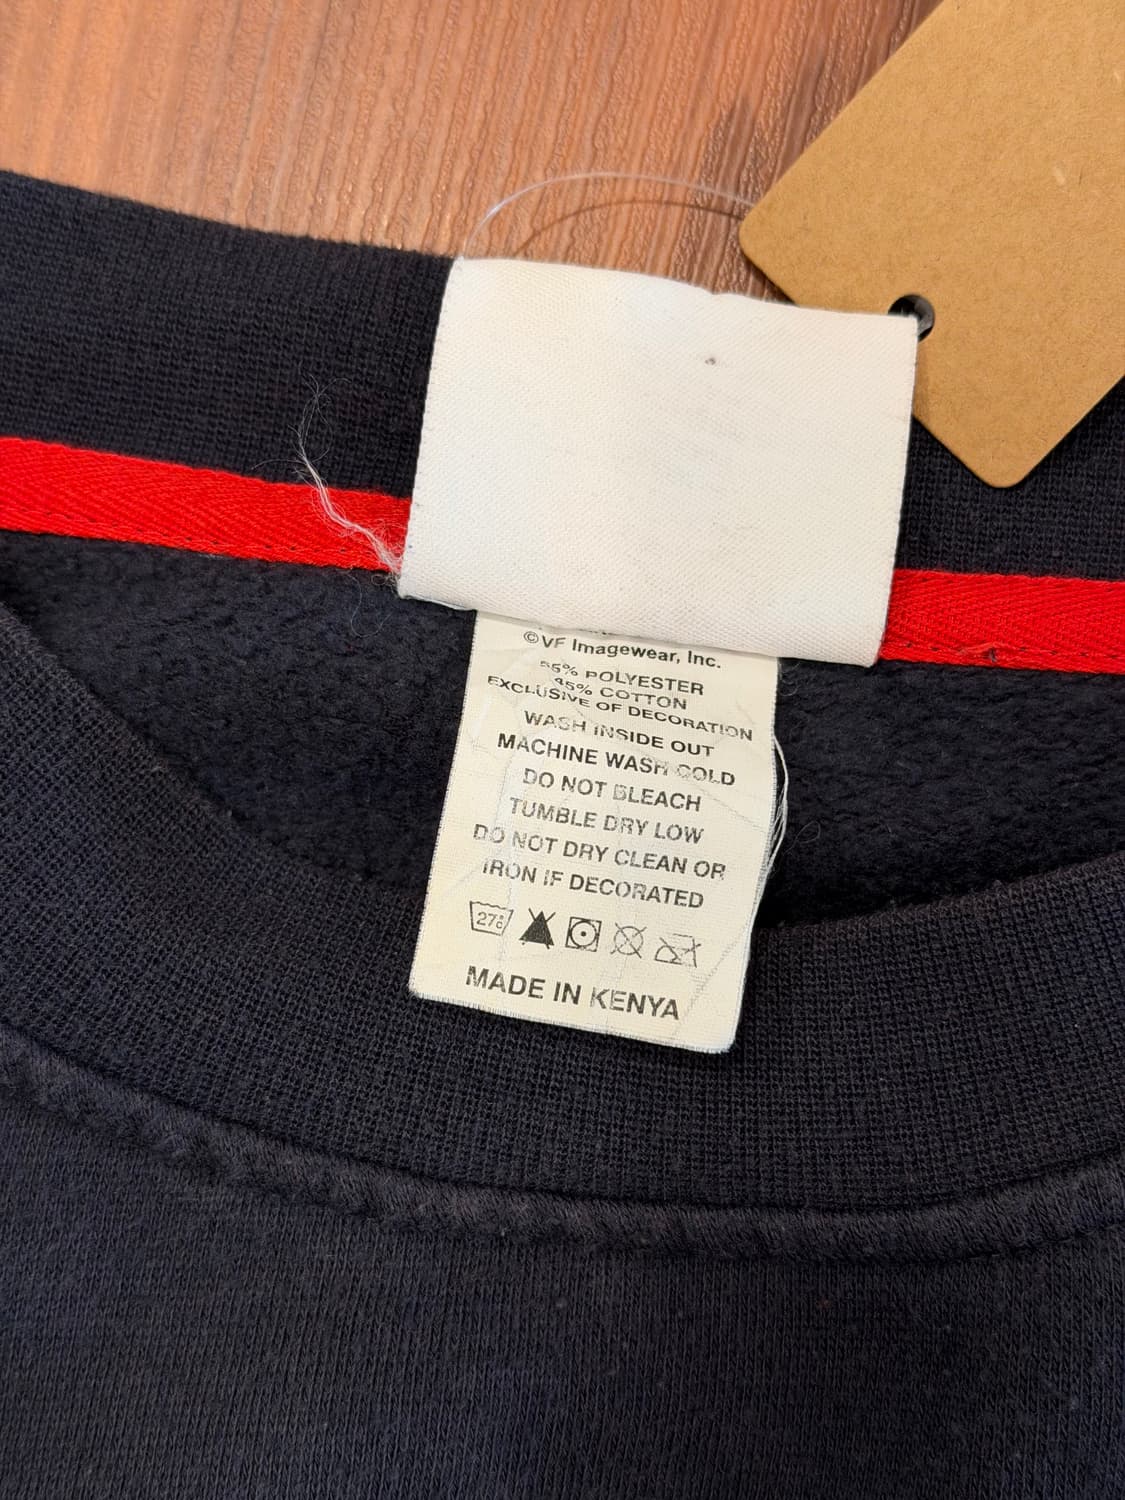 ©VF Imagewear, Inc.
55% POLYESTER
45% COTTON
EXCLUSIVE OF DECORATION
WASH INSIDE OUT
MACHINE WASH COLD
DO NOT BLEACH
TUMBLE DRY LOW
DO NOT DRY CLEAN OR
IRON IF DECORATED
27°
MADE IN KENYA